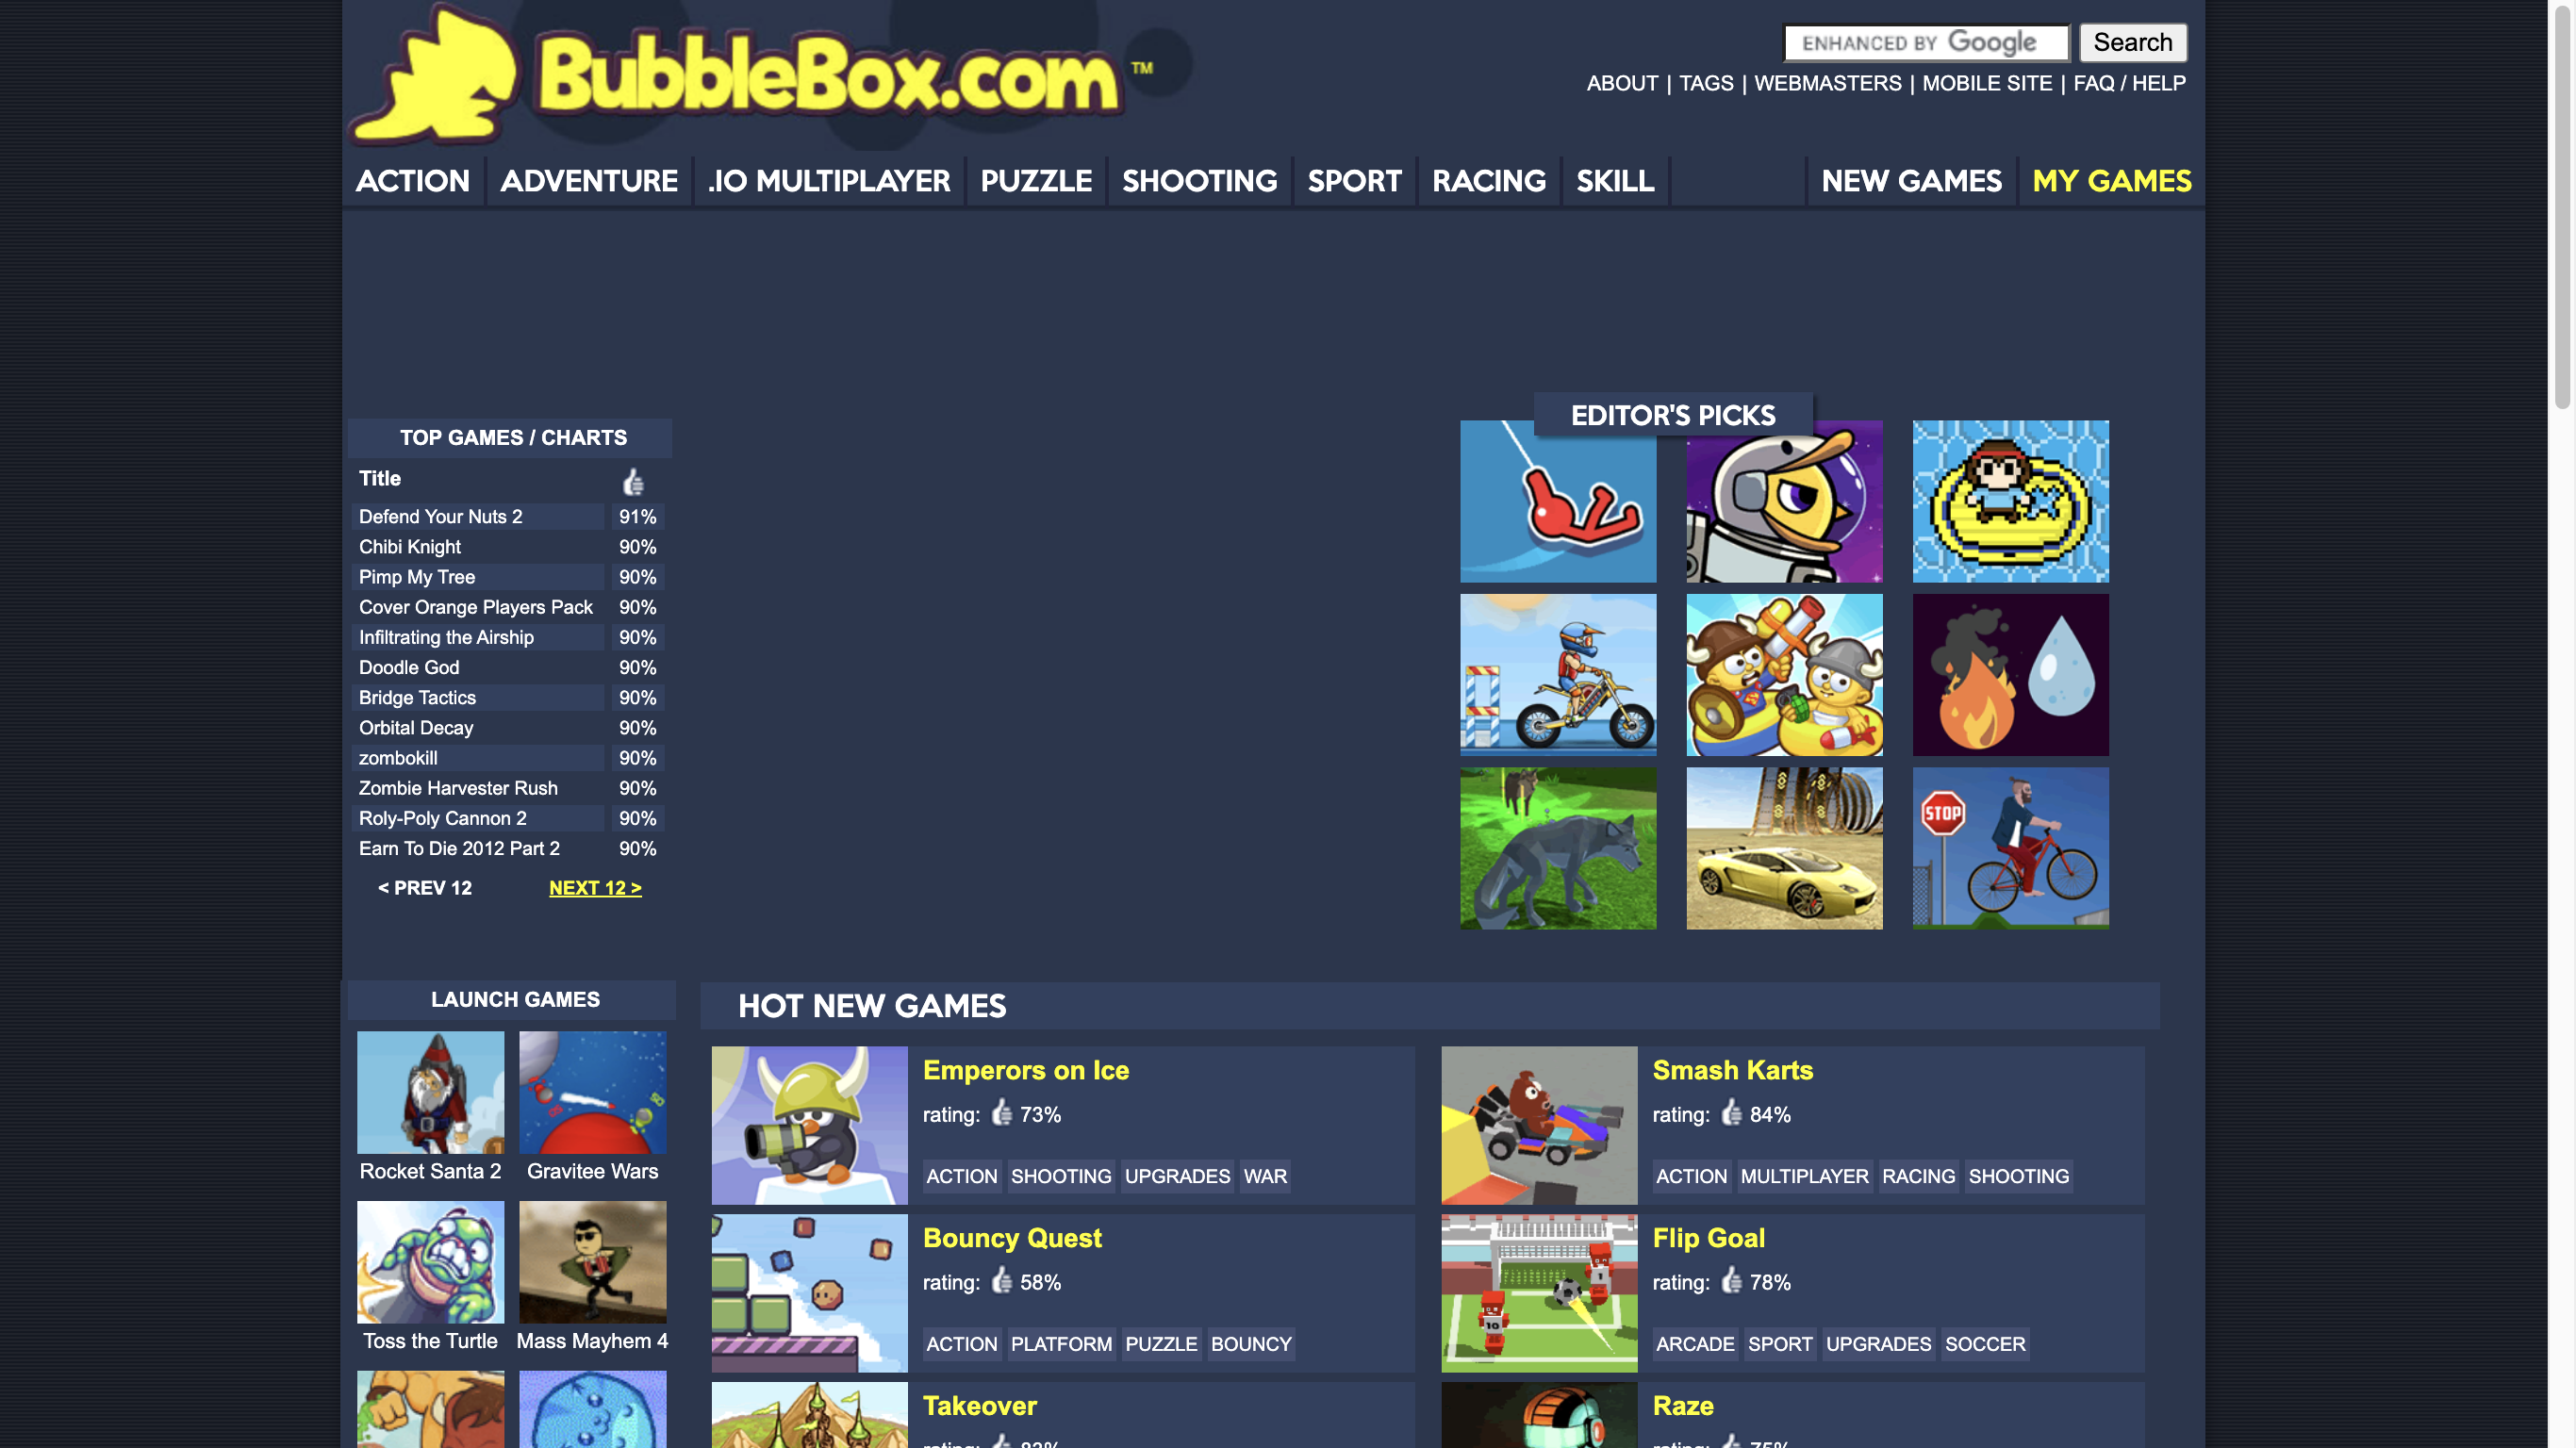 BubbleBox.com ™
ENHANCED BY Google Search
ABOUT | TAGS | WEBMASTERS | MOBILE SITE | FAQ / HELP
ACTION ADVENTURE .IO MULTIPLAYER PUZZLE SHOOTING SPORT RACING SKILL NEW GAMES MY GAMES
TOP GAMES / CHARTS
Title
Defend Your Nuts 2 91%
Chibi Knight 90%
Pimp My Tree 90%
Cover Orange Players Pack 90%
Infiltrating the Airship 90%
Doodle God 90%
Bridge Tactics 90%
Orbital Decay 90%
zombokill 90%
Zombie Harvester Rush 90%
Roly-Poly Cannon 2 90%
Earn To Die 2012 Part 2 90%
< PREV 12 NEXT 12 >
EDITOR'S PICKS
STOP
LAUNCH GAMES
Rocket Santa 2 Gravitee Wars
Toss the Turtle Mass Mayhem 4
HOT NEW GAMES
Emperors on Ice
rating: 73%
ACTION SHOOTING UPGRADES WAR
Smash Karts
rating: 84%
ACTION MULTIPLAYER RACING SHOOTING
Bouncy Quest
rating: 58%
ACTION PLATFORM PUZZLE BOUNCY
Flip Goal
rating: 78%
ARCADE SPORT UPGRADES SOCCER
10
1
Takeover
Raze